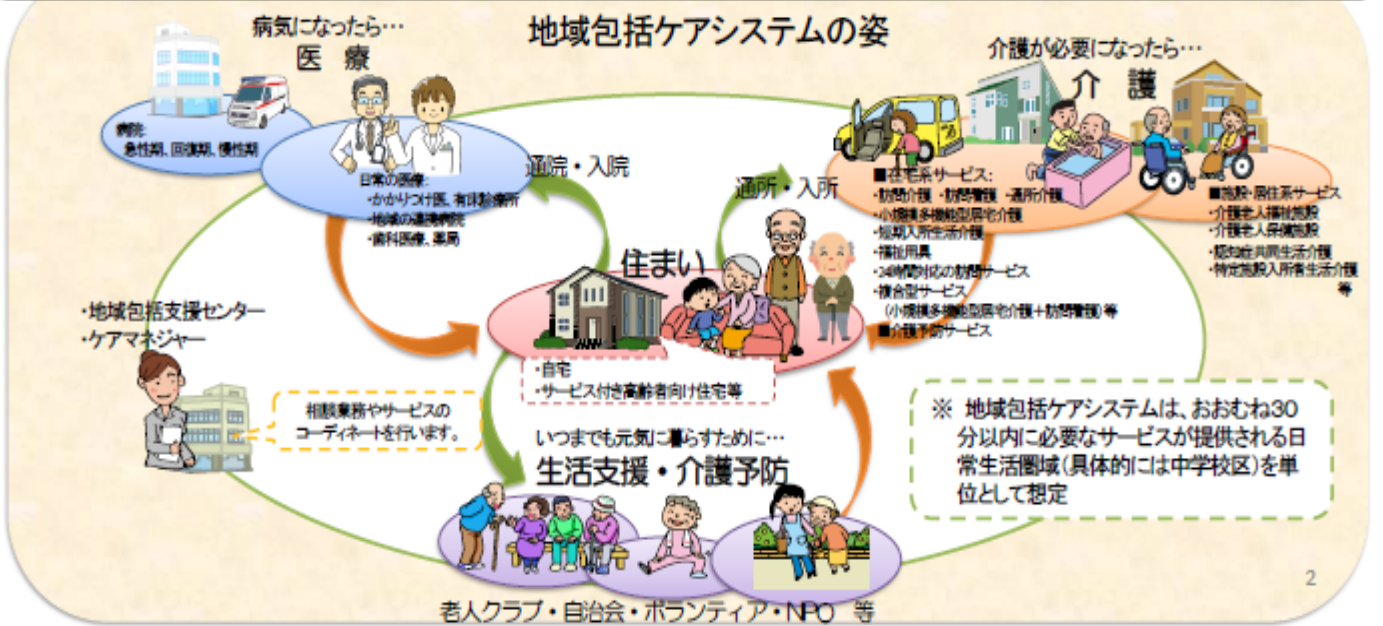 地域包括ケアシステムの姿
病気になったら…
医　療
病院:
急性期、回復期、慢性期
日常の医療:
・かかりつけ医、有床診療所
・地域の連携病院
・歯科医療、薬局
通院・入院
通所・入所
介護が必要になったら…
介　護
■在宅系サービス:
・訪問介護・訪問看護・通所介護
・小規模多機能型居宅介護
・短期入所生活介護
・福祉用具
・24時間対応の訪問サービス
・複合型サービス
(小規模多機能型居宅介護+訪問看護)等
■介護予防サービス
■施設・居住系サービス
・介護老人福祉施設
・介護老人保健施設
・認知症共同生活介護
・特定施設入所者生活介護
等
住まい
・自宅
・サービス付き高齢者向け住宅等
・地域包括支援センター
・ケアマネジャー
相談業務やサービスの
コーディネートを行います。
いつまでも元気に暮らすために…
生活支援・介護予防
老人クラブ・自治会・ボランティア・NPO　等
※ 地域包括ケアシステムは、おおむね30
分以内に必要なサービスが提供される日
常生活圏域(具体的には中学校区)を単
位として想定
2